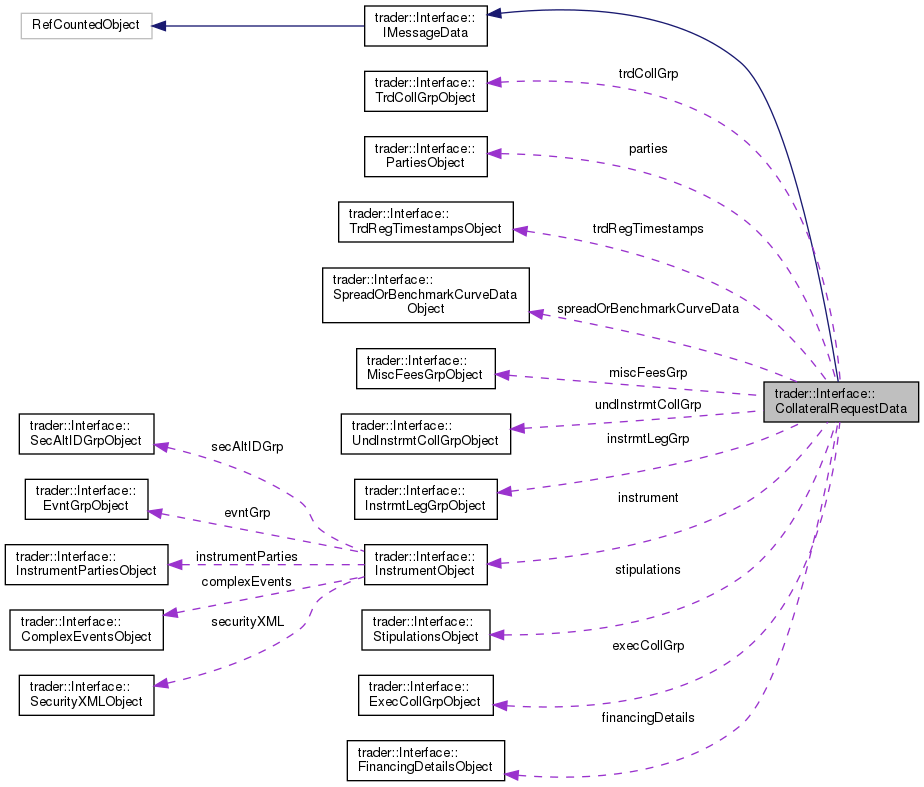 RefCountedObject
trader::Interface::
IMessageData
trdCollGrp
trader::Interface::
TrdCollGrpObject
parties
trader::Interface::
PartiesObject
trdRegTimestamps
trader::Interface::
TrdRegTimestampsObject
trader::Interface::
SpreadOrBenchmarkCurveData
Object
spreadOrBenchmarkCurveData
trader::Interface::
MiscFeesGrpObject
miscFeesGrp
trader::Interface::
CollateralRequestData
undInstrmtCollGrp
trader::Interface::
UndInstrmtCollGrpObject
instrmtLegGrp
trader::Interface::
SecAltIDGrpObject
secAltIDGrp
trader::Interface::
InstrmtLegGrpObject
instrument
trader::Interface::
EvntGrpObject
evntGrp
trader::Interface::
InstrumentPartiesObject
instrumentParties
trader::Interface::
InstrumentObject
stipulations
complexEvents
trader::Interface::
ComplexEventsObject
securityXML
trader::Interface::
StipulationsObject
execCollGrp
trader::Interface::
SecurityXMLObject
trader::Interface::
ExecCollGrpObject
financingDetails
trader::Interface::
FinancingDetailsObject